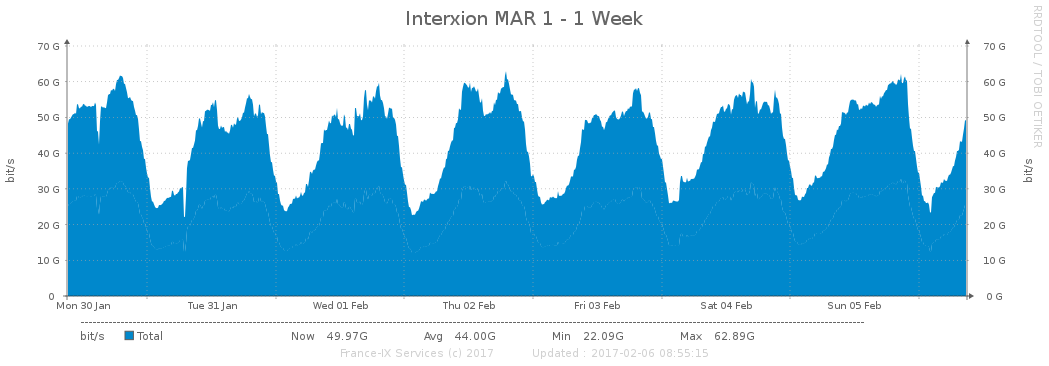 Interxion MAR 1 - 1 Week
RRDTOOL / TOBI OETIKER
bit/s
70 G 70 G
60 G 60 G
50 G 50 G
40 G 40 G
30 G 30 G
20 G 20 G
10 G 10 G
0 0 G
bit/s
Mon 30 Jan Tue 31 Jan Wed 01 Feb Thu 02 Feb Fri 03 Feb Sat 04 Feb Sun 05 Feb
bit/s Total Now 49.97G Avg 44.00G Min 22.09G Max 62.89G
France-IX Services (c) 2017 Updated : 2017-02-06 08:55:15